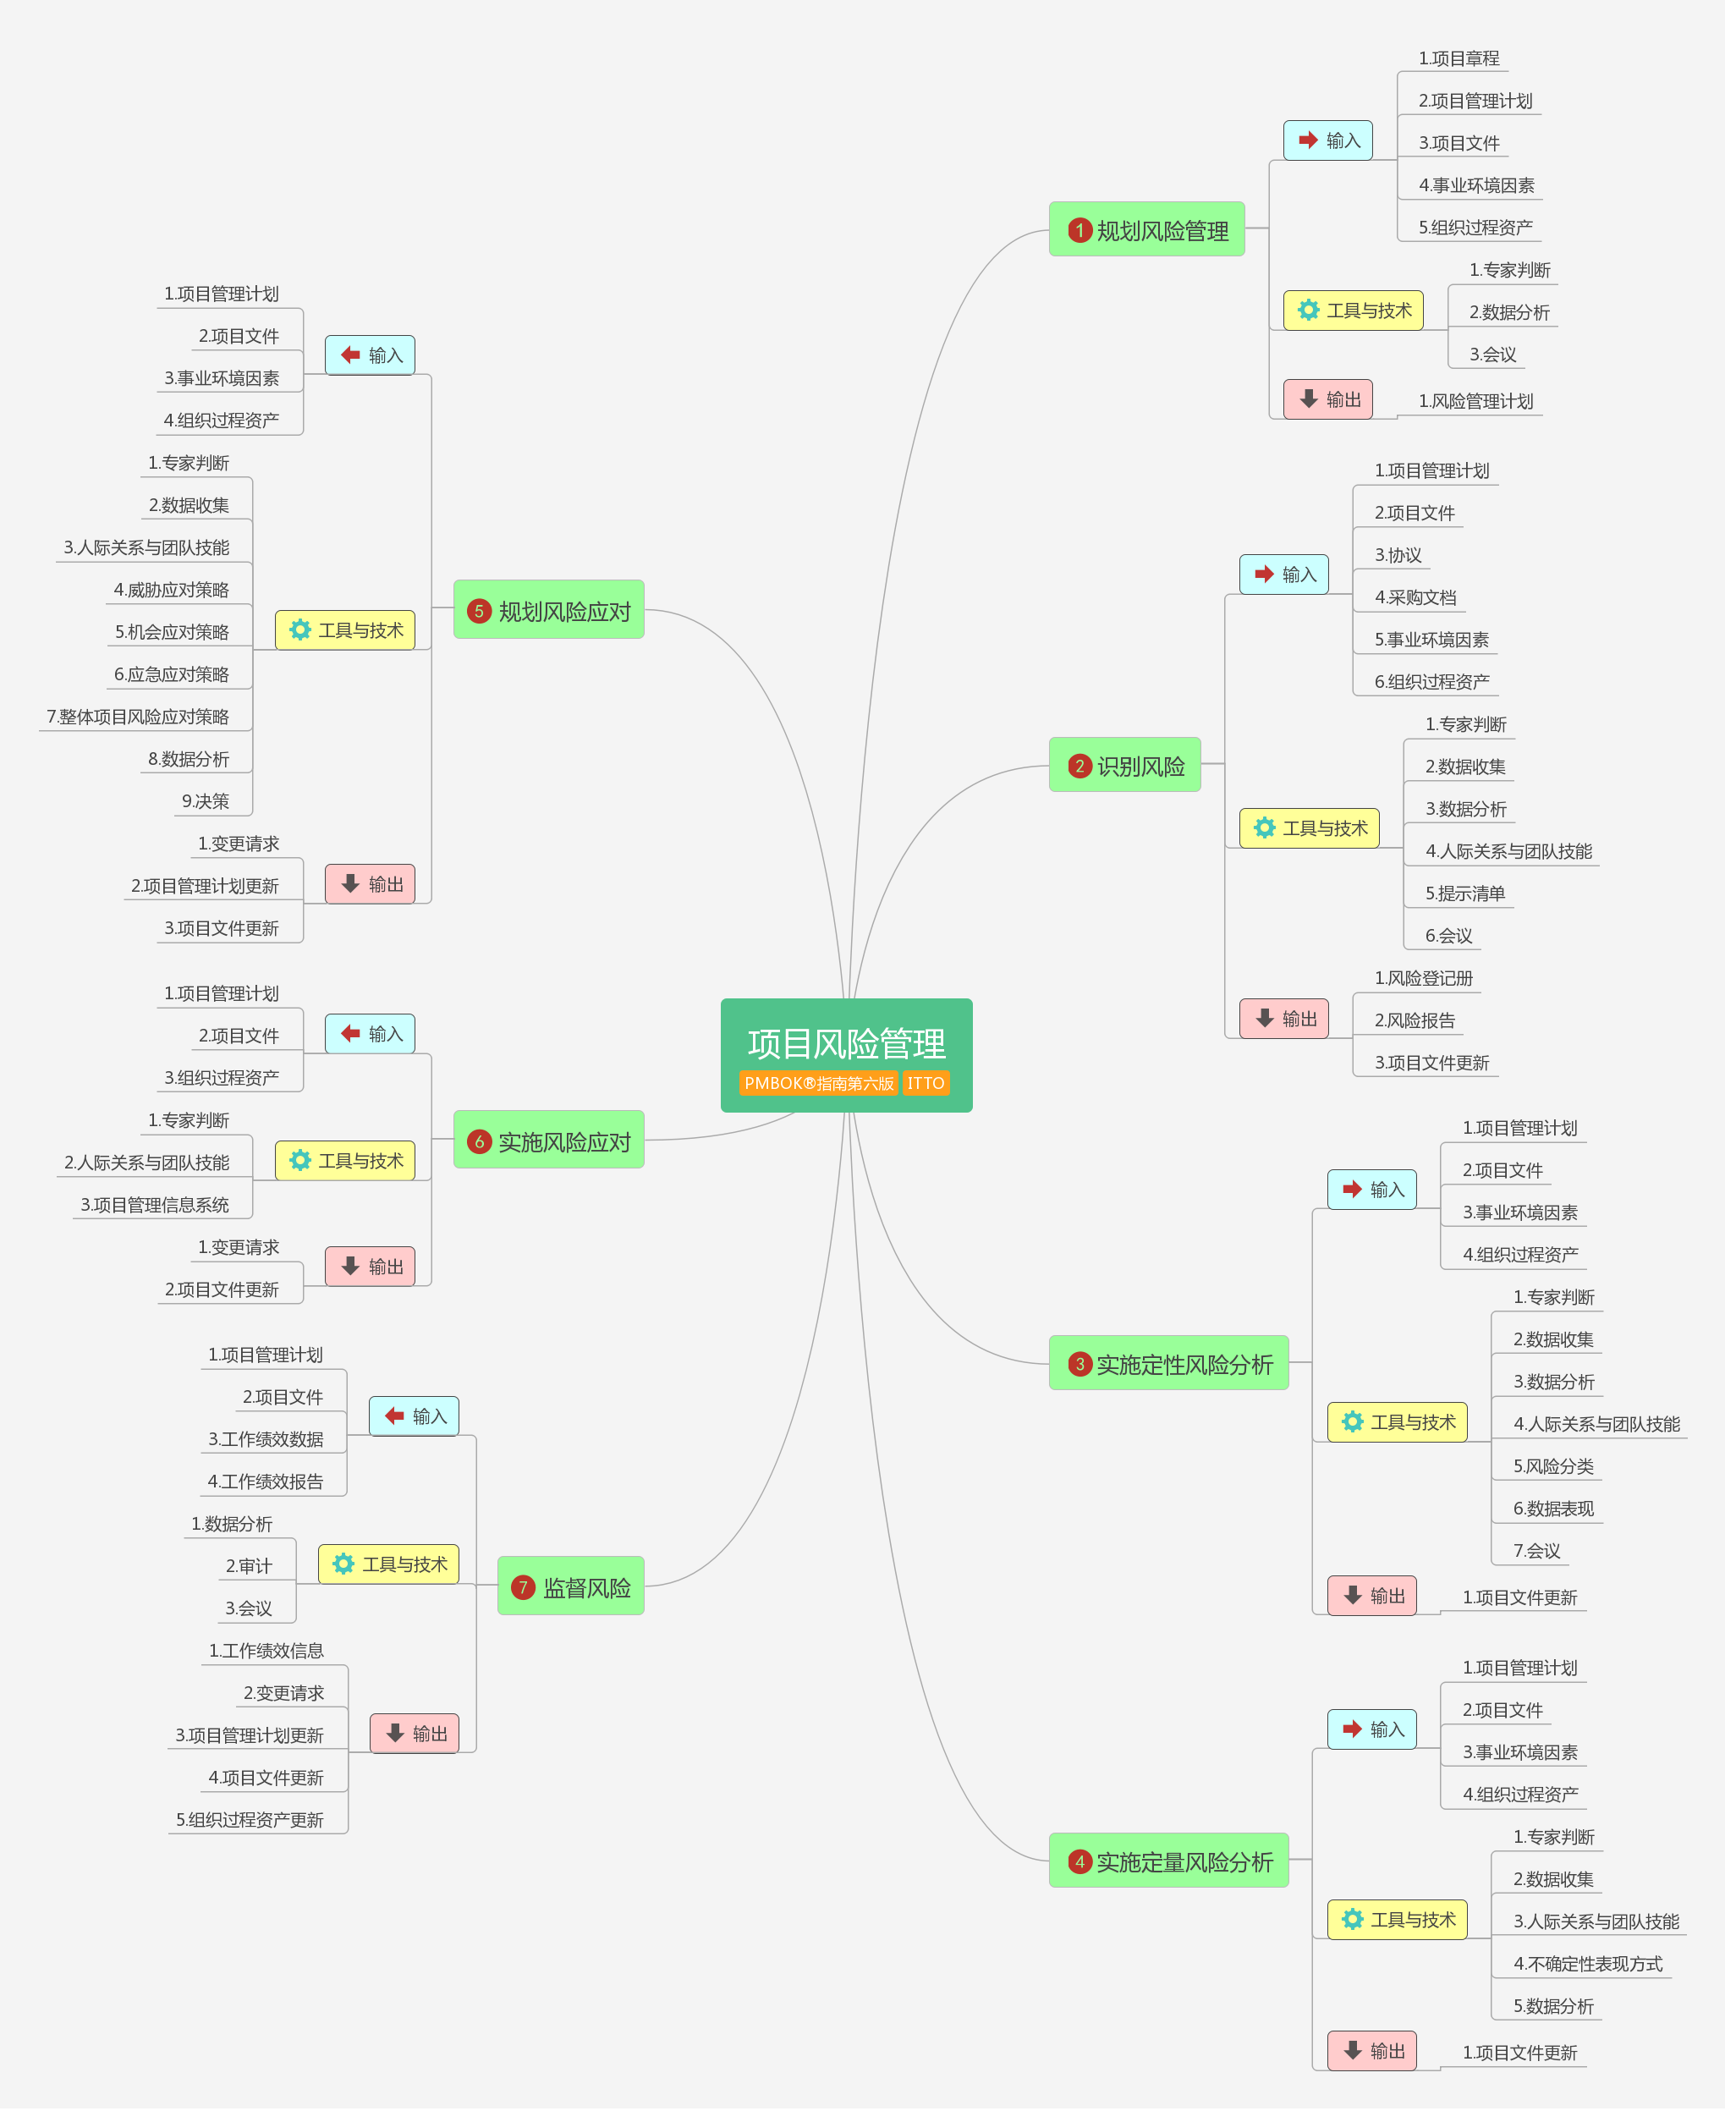 项目风险管理
PMBOK®指南第六版 ITTO
1 规划风险管理
输入
1.项目章程
2.项目管理计划
3.项目文件
4.事业环境因素
5.组织过程资产
工具与技术
1.专家判断
2.数据分析
3.会议
输出
1.风险管理计划
2 识别风险
输入
1.项目管理计划
2.项目文件
3.协议
4.采购文档
5.事业环境因素
6.组织过程资产
工具与技术
1.专家判断
2.数据收集
3.数据分析
4.人际关系与团队技能
5.提示清单
6.会议
输出
1.风险登记册
2.风险报告
3.项目文件更新
3 实施定性风险分析
输入
1.项目管理计划
2.项目文件
3.事业环境因素
4.组织过程资产
工具与技术
1.专家判断
2.数据收集
3.数据分析
4.人际关系与团队技能
5.风险分类
6.数据表现
7.会议
输出
1.项目文件更新
4 实施定量风险分析
输入
1.项目管理计划
2.项目文件
3.事业环境因素
4.组织过程资产
工具与技术
1.专家判断
2.数据收集
3.人际关系与团队技能
4.不确定性表现方式
5.数据分析
输出
1.项目文件更新
5 规划风险应对
输入
1.项目管理计划
2.项目文件
3.事业环境因素
4.组织过程资产
工具与技术
1.专家判断
2.数据收集
3.人际关系与团队技能
4.威胁应对策略
5.机会应对策略
6.应急应对策略
7.整体项目风险应对策略
8.数据分析
9.决策
输出
1.变更请求
2.项目管理计划更新
3.项目文件更新
6 实施风险应对
输入
1.项目管理计划
2.项目文件
3.组织过程资产
工具与技术
1.专家判断
2.人际关系与团队技能
3.项目管理信息系统
输出
1.变更请求
2.项目文件更新
7 监督风险
输入
1.项目管理计划
2.项目文件
3.工作绩效数据
4.工作绩效报告
工具与技术
1.数据分析
2.审计
3.会议
输出
1.工作绩效信息
2.变更请求
3.项目管理计划更新
4.项目文件更新
5.组织过程资产更新